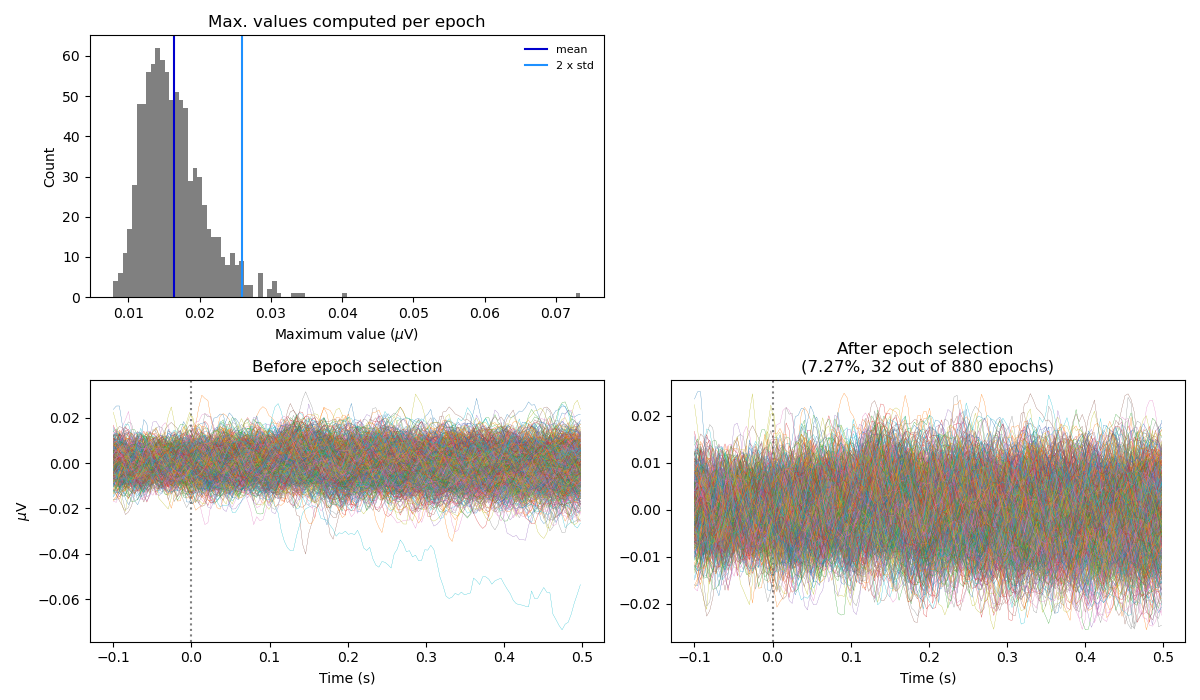 Max. values computed per epoch
mean
2 x std
Count
60
50
40
30
20
10
0
0.01 0.02 0.03 0.04 0.05 0.06 0.07
Maximum value (μV)
Before epoch selection
μV
0.02
0.00
−0.02
−0.04
−0.06
−0.1 0.0 0.1 0.2 0.3 0.4 0.5
Time (s)
After epoch selection
(7.27%, 32 out of 880 epochs)
0.02
0.01
0.00
−0.01
−0.02
−0.1 0.0 0.1 0.2 0.3 0.4 0.5
Time (s)